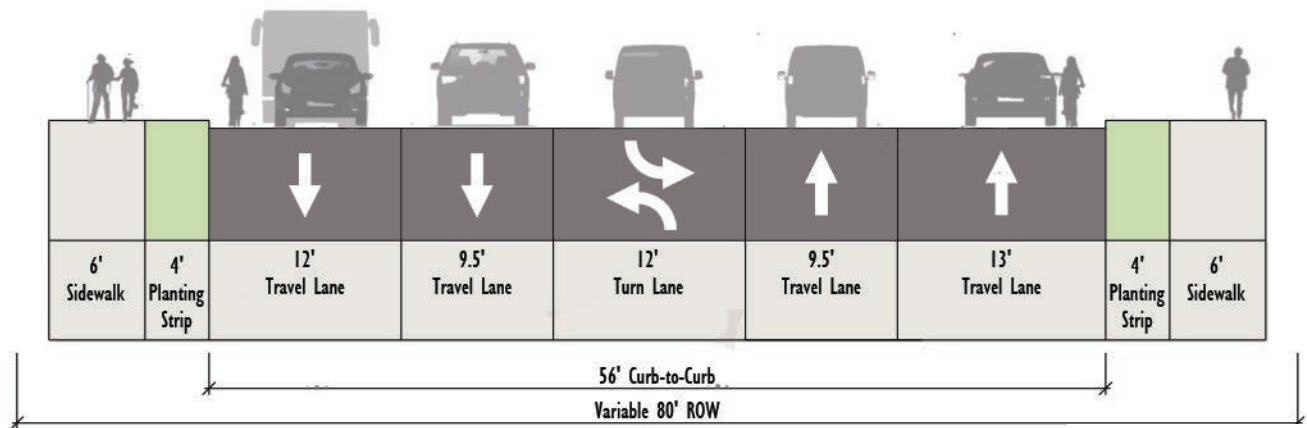 6'
Sidewalk
4'
Planting
Strip
12'
Travel Lane
9.5'
Travel Lane
12'
Turn Lane
9.5'
Travel Lane
13'
Travel Lane
4'
Planting
Strip
6'
Sidewalk
56' Curb-to-Curb
Variable 80' ROW